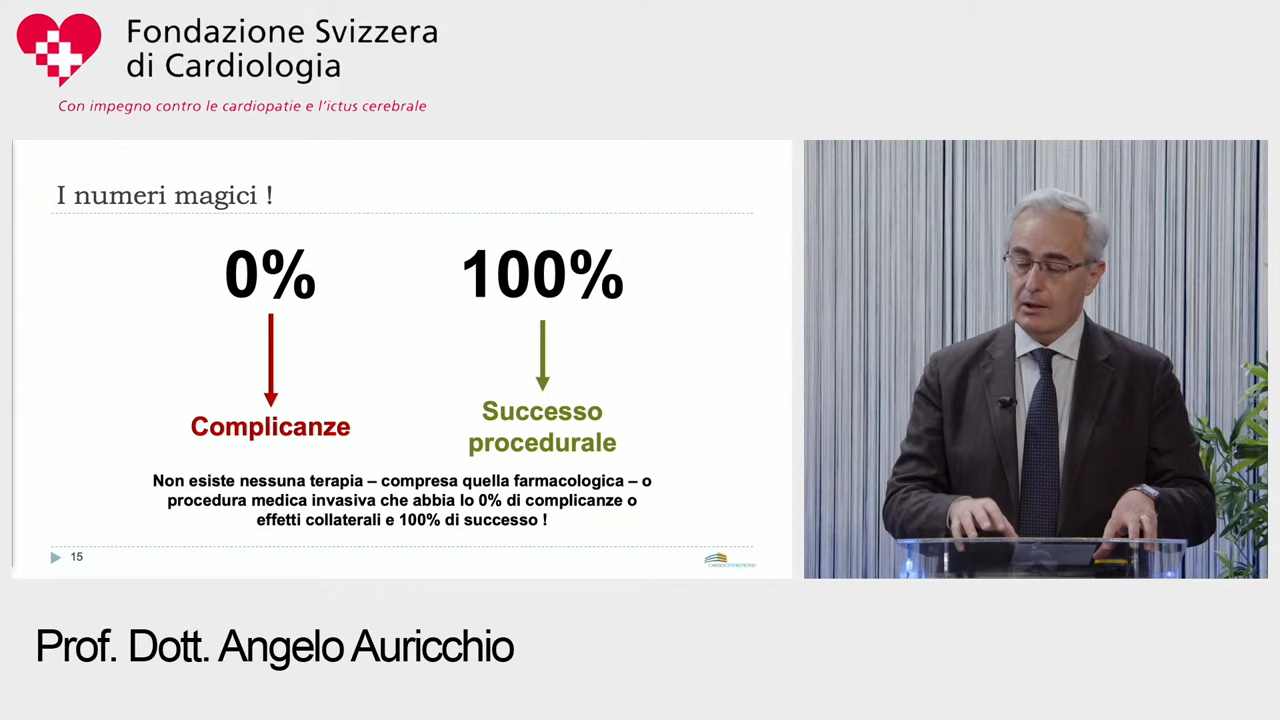 Fondazione Svizzera
di Cardiologia
Con impegno contro le cardiopatie e l'ictus cerebrale
I numeri magici !
0%
100%
Complicanze
Successo
procedurale
Non esiste nessuna terapia – compresa quella farmacologica – o
procedura medica invasiva che abbia lo 0% di complicanze o
effetti collaterali e 100% di successo !
15
CARDIOCENTROTICINO
Prof. Dott. Angelo Auricchio